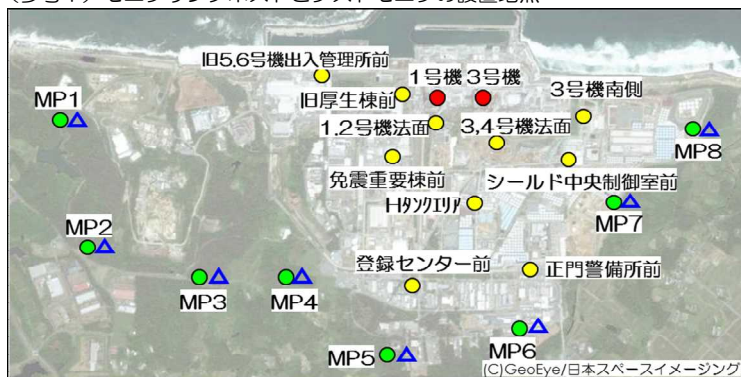 旧5,6号機出入管理所前
1号機
3号機
MP1
旧厚生棟前
3号機南側
1,2号機法面
3,4号機法面
MP8
免震重要棟前
シールド中央制御室前
Hﾀﾝｸｴﾘｱ
MP7
MP2
登録センター前
正門警備所前
MP3
MP4
MP6
MP5
(C)GeoEye/日本スペースイメージング